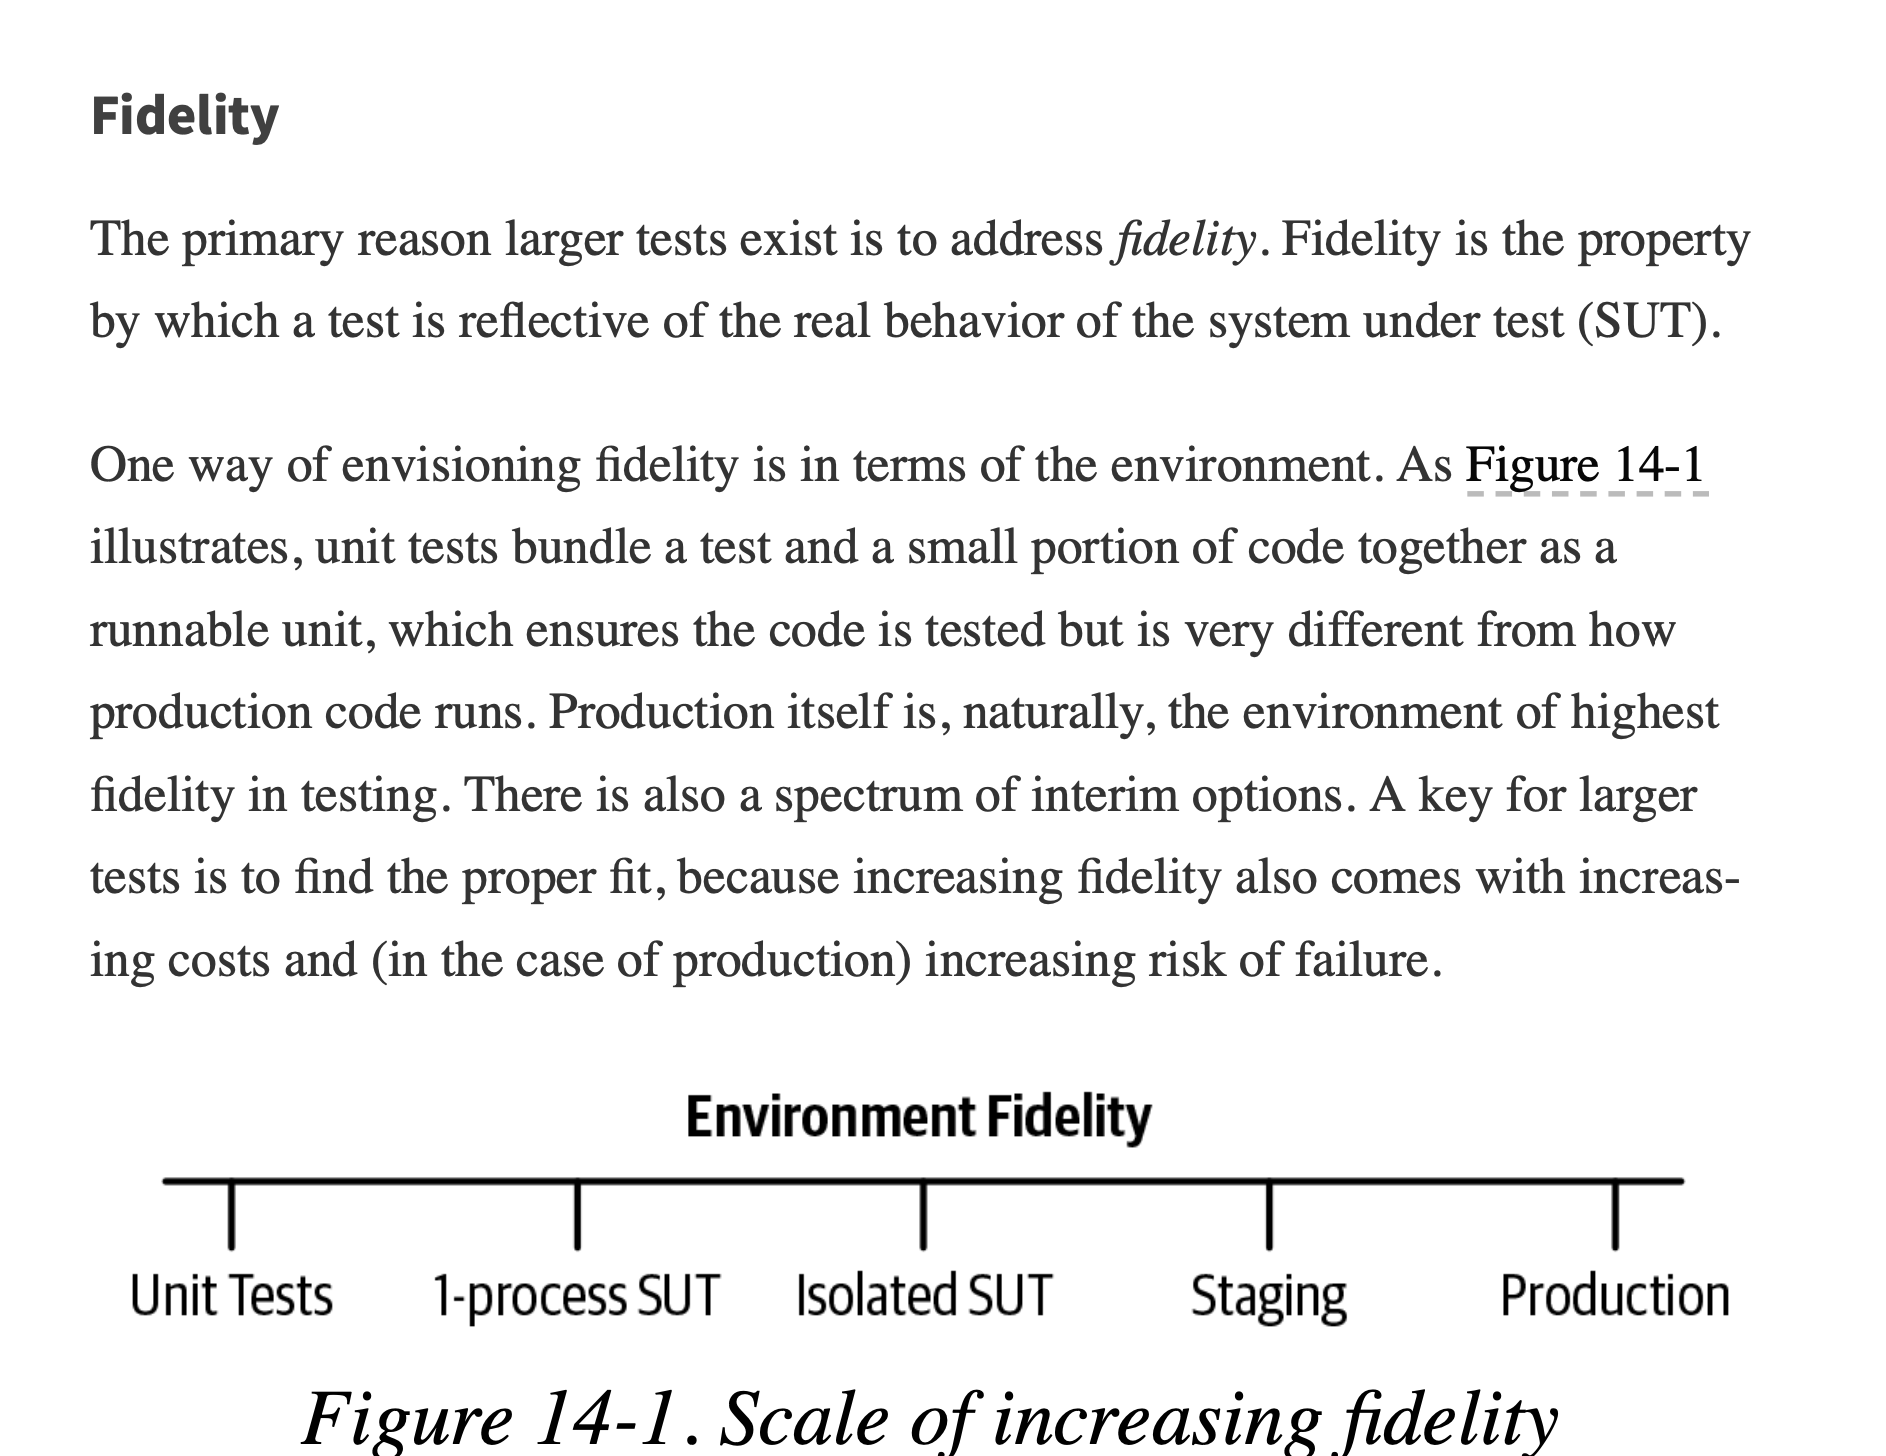 Fidelity
The primary reason larger tests exist is to address fidelity. Fidelity is the property
by which a test is reflective of the real behavior of the system under test (SUT).
One way of envisioning fidelity is in terms of the environment. As Figure 14-1
illustrates, unit tests bundle a test and a small portion of code together as a
runnable unit, which ensures the code is tested but is very different from how
production code runs. Production itself is, naturally, the environment of highest
fidelity in testing. There is also a spectrum of interim options. A key for larger
tests is to find the proper fit, because increasing fidelity also comes with increas-
ing costs and (in the case of production) increasing risk of failure.
Environment Fidelity
Unit Tests 1-process SUT Isolated SUT Staging Production
Figure 14-1. Scale of increasing fidelity